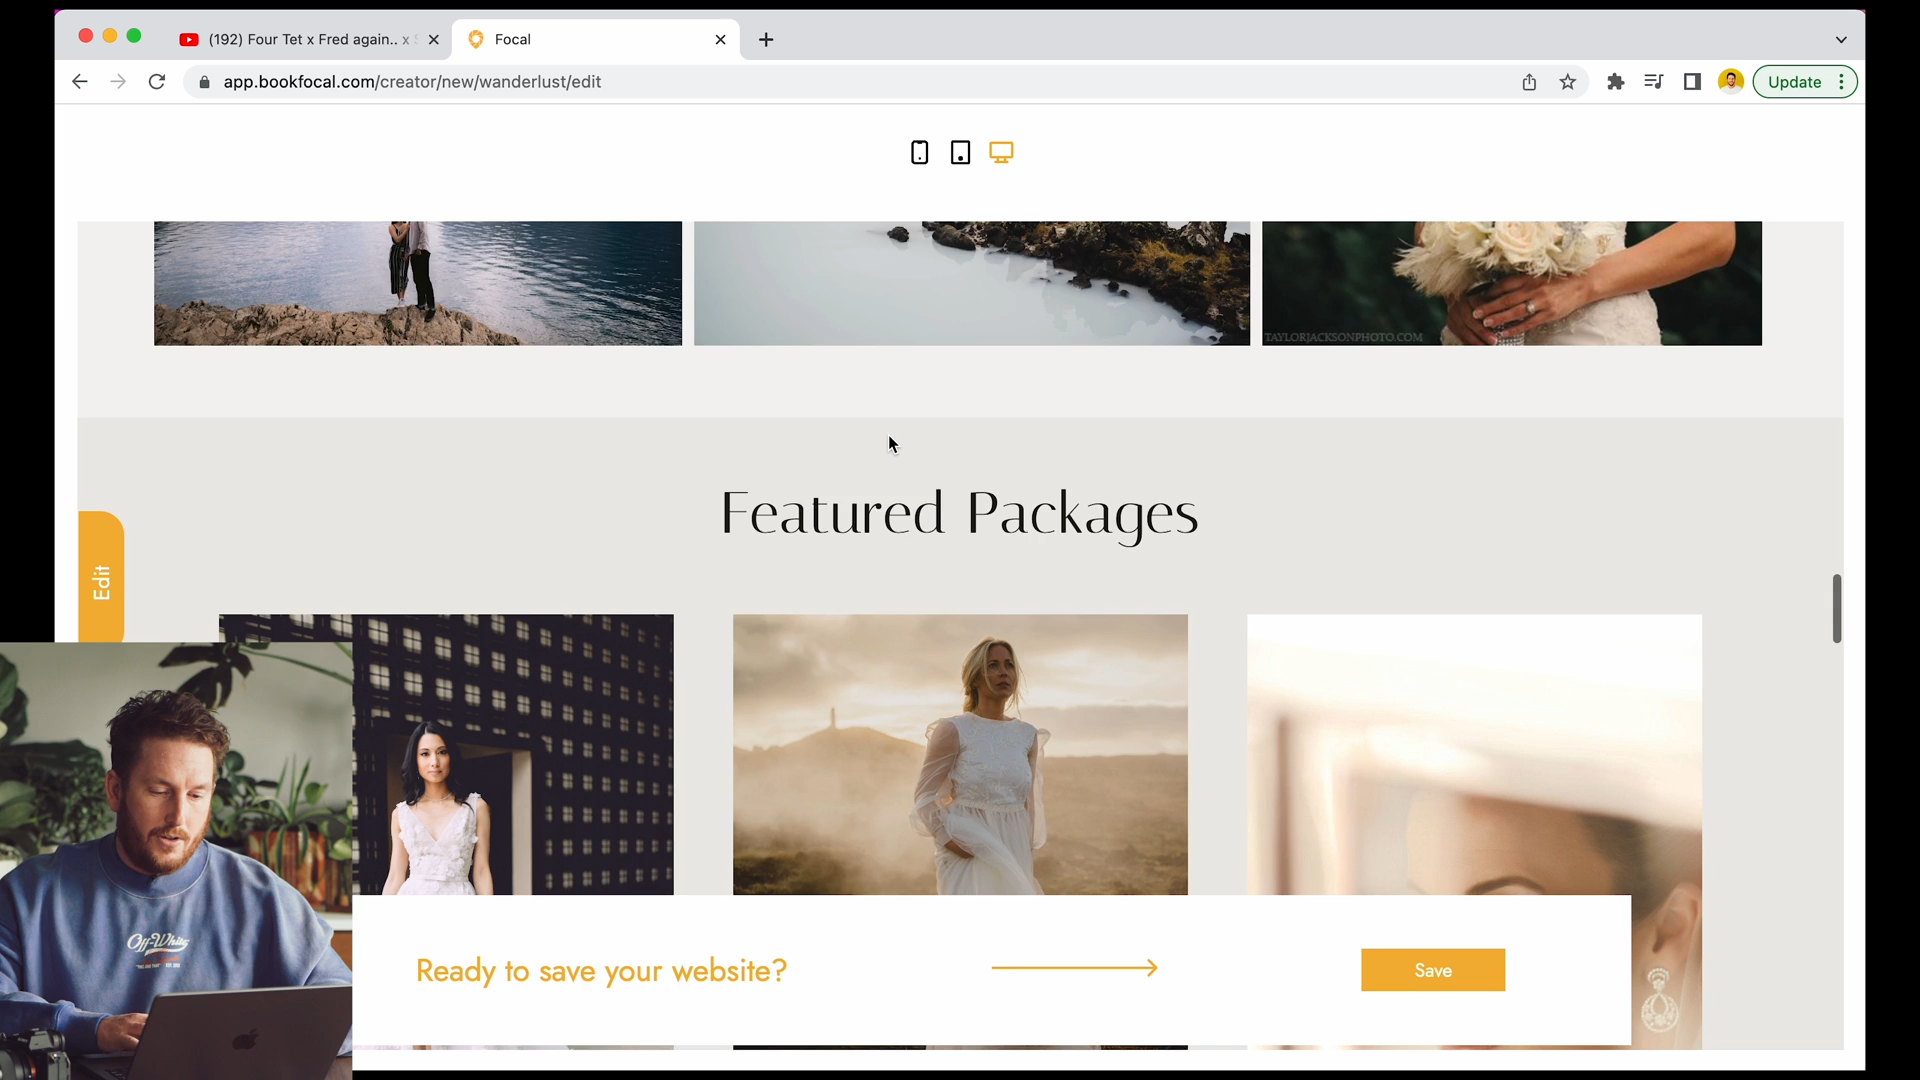 (192) Four Tet x Fred again.. x S
Focal
app.bookfocal.com/creator/new/wanderlust/edit
Update
TAYLORJACKSONPHOTO.COM
Featured Packages
Edit
Off-White
Ready to save your website?
Save